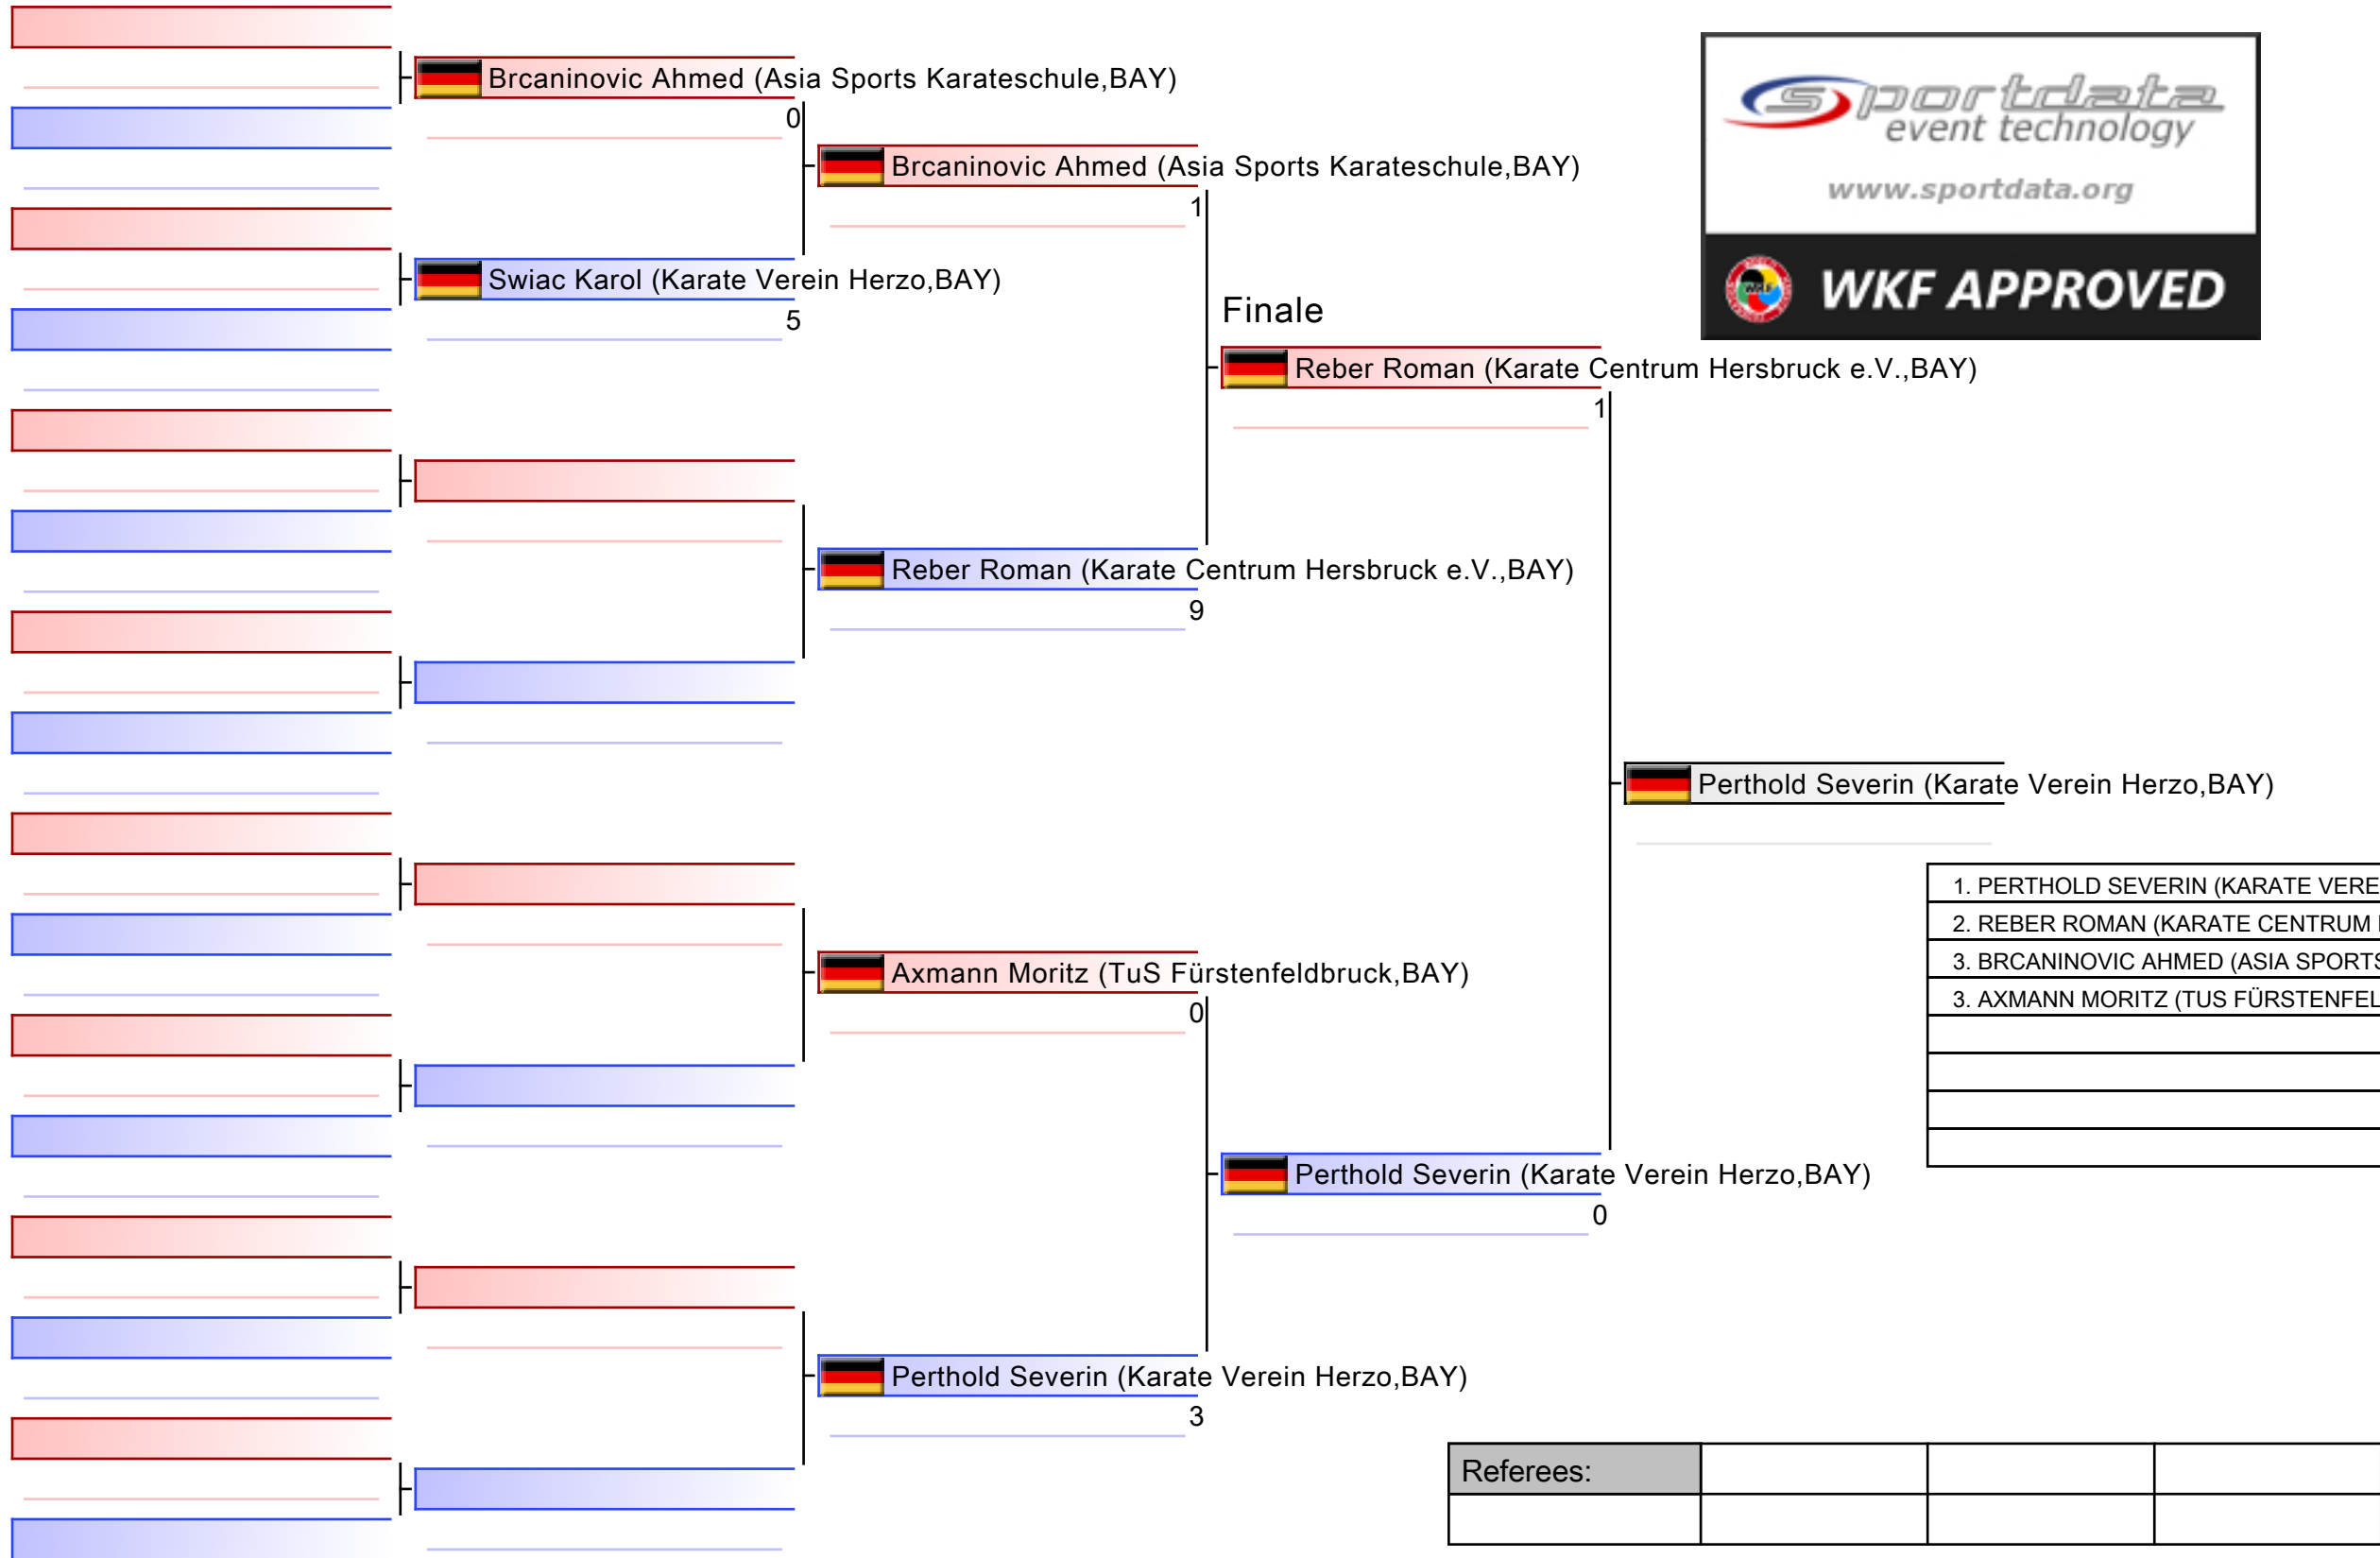 Brcaninovic Ahmed (Asia Sports Karateschule,BAY)
0
Brcaninovic Ahmed (Asia Sports Karateschule,BAY)
1
Swiac Karol (Karate Verein Herzo,BAY)
5
sportdata
event technology
www.sportdata.org
WKF
WKF APPROVED
Finale
Reber Roman (Karate Centrum Hersbruck e.V.,BAY)
1
Reber Roman (Karate Centrum Hersbruck e.V.,BAY)
9
Perthold Severin (Karate Verein Herzo,BAY)
1. PERTHOLD SEVERIN (KARATE VERE
2. REBER ROMAN (KARATE CENTRUM
3. BRCANINOVIC AHMED (ASIA SPORTS
3. AXMANN MORITZ (TUS FÜRSTENFEL
Axmann Moritz (TuS Fürstenfeldbruck,BAY)
0
Perthold Severin (Karate Verein Herzo,BAY)
0
Perthold Severin (Karate Verein Herzo,BAY)
3
Referees: